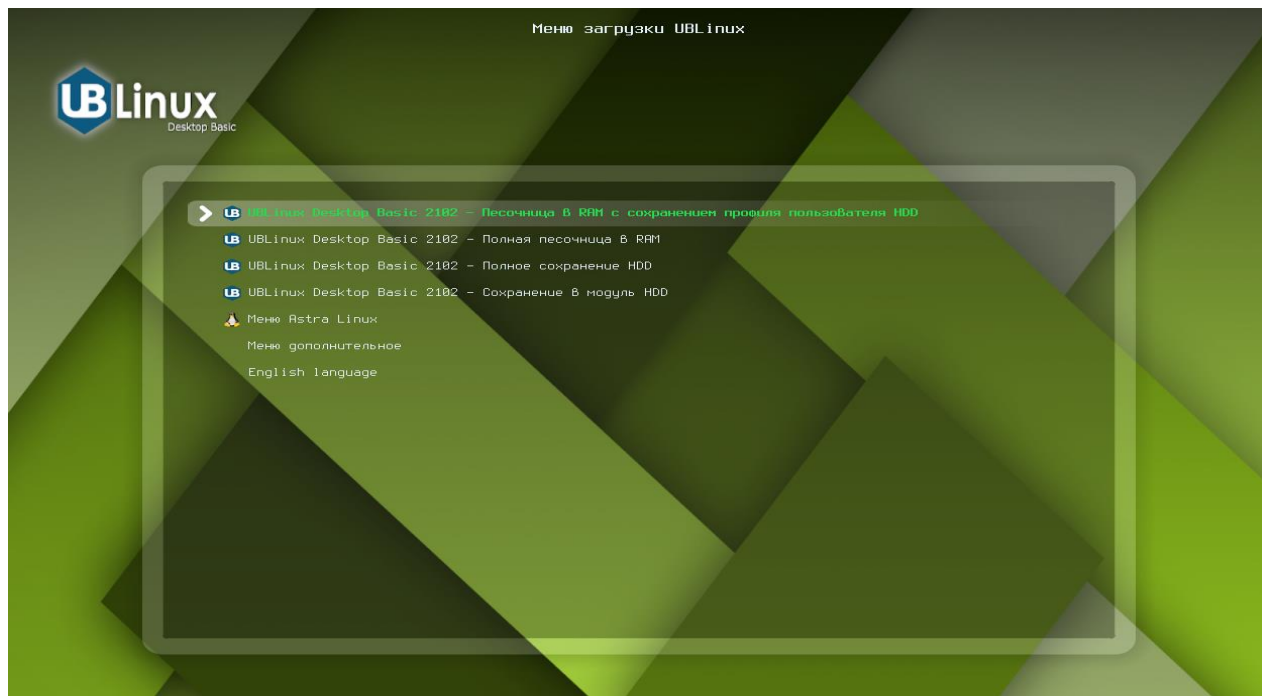 Меню загрузки UBLinux
UB Linux
Desktop Basic
UBLinux Desktop Basic 2102 - Песочница в RAM с сохранением профиля пользователя HDD
UBLinux Desktop Basic 2102 - Полная песочница в RAM
UBLinux Desktop Basic 2102 - Полное сохранение HDD
UBLinux Desktop Basic 2102 - Сохранение в модуль HDD
Меню Astra Linux
Меню дополнительное
English language